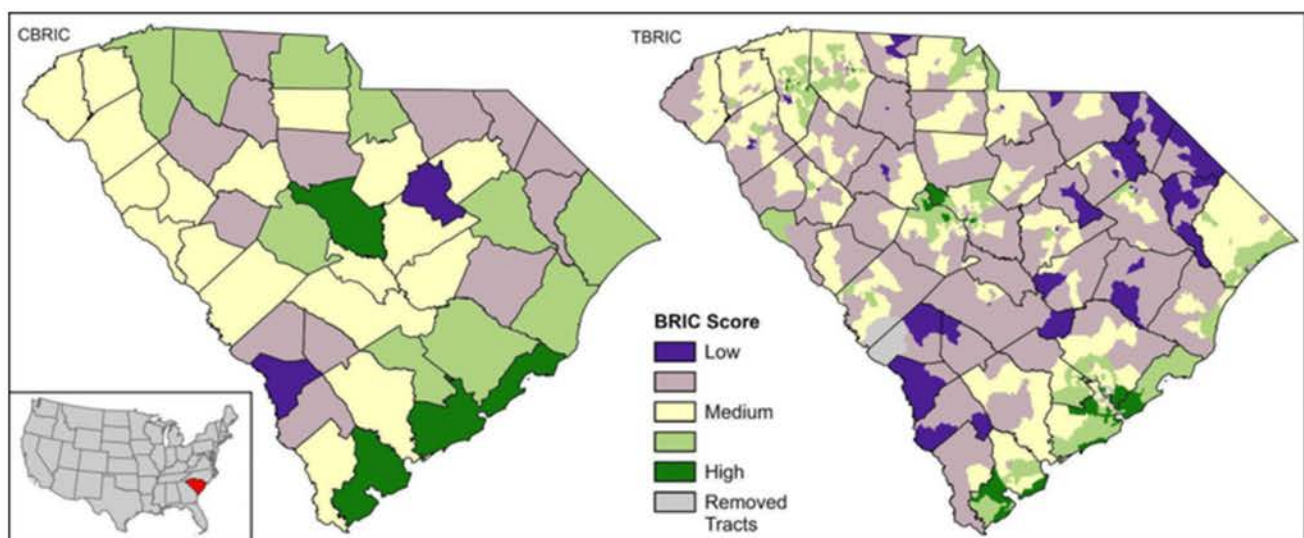 CBRIC
TBRIC
BRIC Score
Low
Medium
High
Removed
Tracts